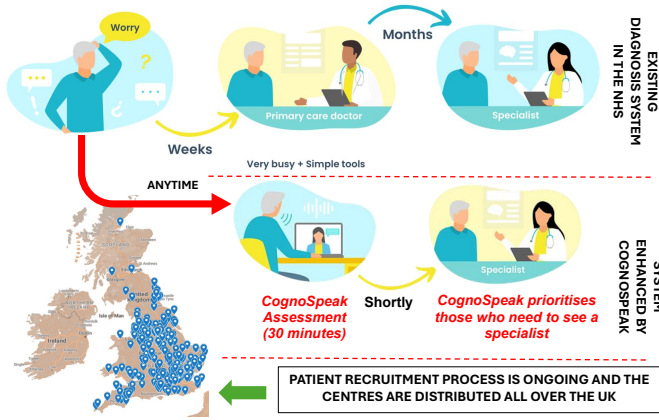 Worry
Months
Primary care doctor
Specialist
EXISTING
DIAGNOSIS SYSTEM
IN THE NHS
Weeks
Very busy + Simple tools
ANYTIME
Specialist
SYSTEM
ENHANCED BY
COGNOSPEAK
CognoSpeak
Assessment
(30 minutes)
Shortly
CognoSpeak prioritises
those who need to see a
specialist
Isle of Man
Ireland
PATIENT RECRUITMENT PROCESS IS ONGOING AND THE
CENTRES ARE DISTRIBUTED ALL OVER THE UK